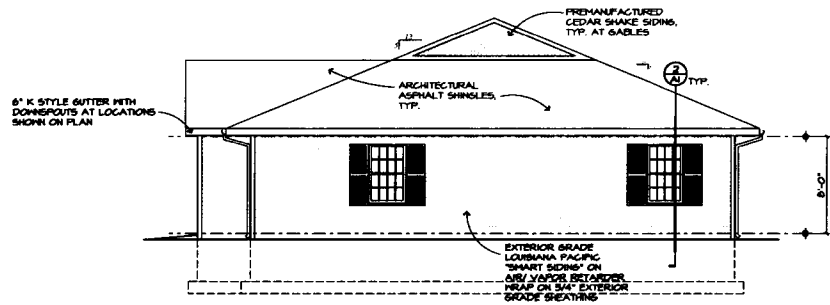 PREMANUFACTURED
CEDAR SHAKE SIDING,
TYP. AT GABLES
12
2
A1
TYP.
ARCHITECTURAL
ASPHALT SHINGLES,
TYP.
6" K STYLE GUTTER WITH
DOWNSPOUTS AT LOCATIONS
SHOWN ON PLAN
8'-0"
EXTERIOR GRADE
LOUISIANA PACIFIC
"SMART SIDING" ON
AIR/ VAPOR RETARDER
WRAP ON 3/4" EXTERIOR
GRADE SHEATHING